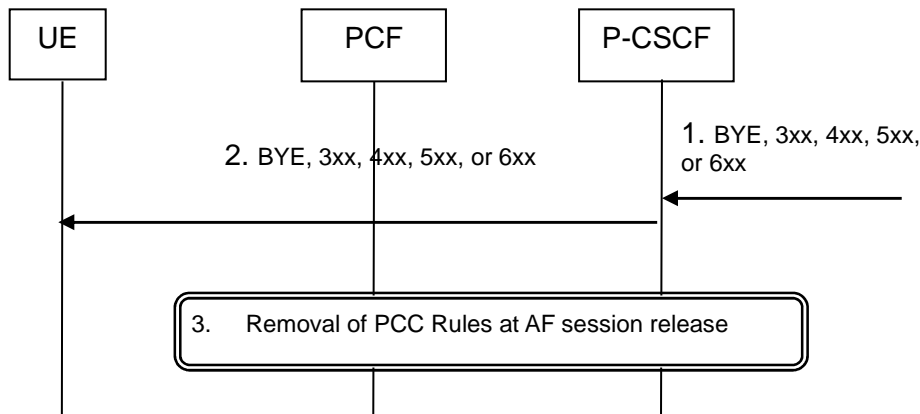 UE
PCF
P-CSCF
1. BYE, 3xx, 4xx, 5xx,
or 6xx
2. BYE, 3xx, 4xx, 5xx, or 6xx
3. Removal of PCC Rules at AF session release